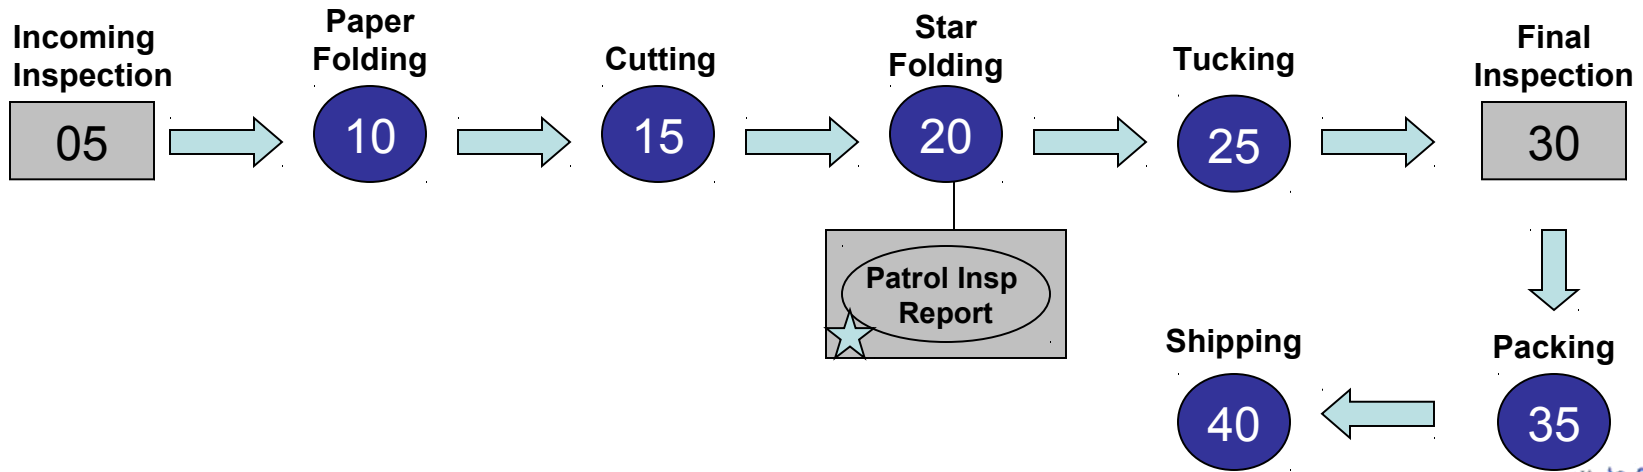 Incoming
Inspection
05
Paper
Folding
10
Cutting
15
Star
Folding
20
Patrol Insp
Report
Tucking
25
Final
Inspection
30
Packing
35
Shipping
40